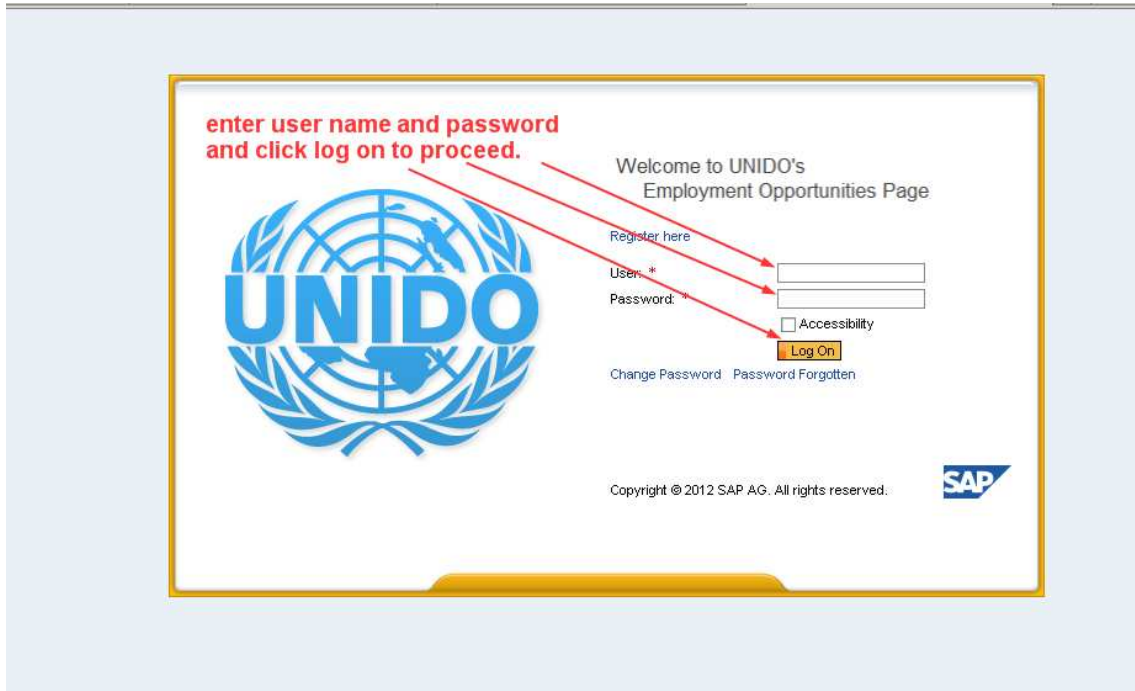 enter user name and password
and click log on to proceed.
Welcome to UNIDO's
Employment Opportunities Page
UNIDO
Register here
User: *
Password: *
Accessibility
Log On
Change Password Password Forgotten
Copyright © 2012 SAP AG. All rights reserved.
SAP